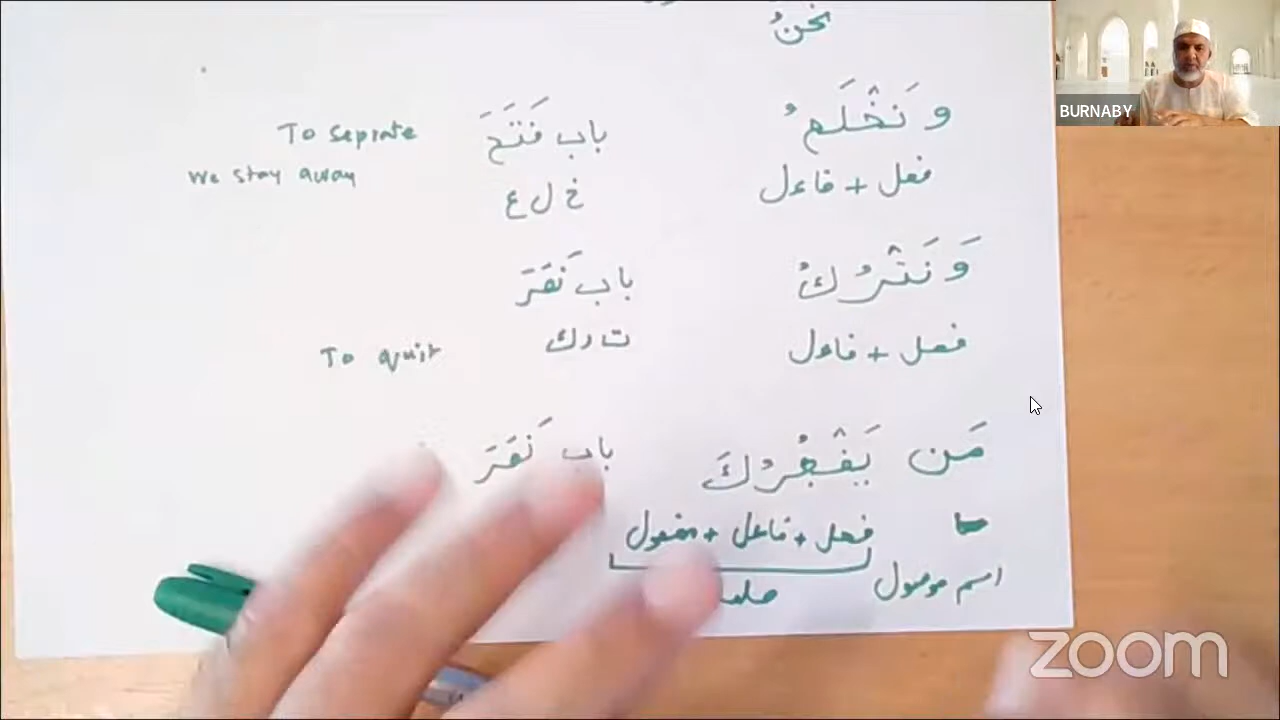 نحنُ
BURNABY
وَنَخْلَعُ باب فَتَحَ To seprate
فعل + فاعل خ ل ع we stay away
وَنَتْرُكُ باب نَصَرَ
فعل + فاعل ت ر ك To quit
مَن يَفْجُرُكَ باب نَصَرَ
فعل + فاعل + مفعول
اسم موصول صلہ
zoom